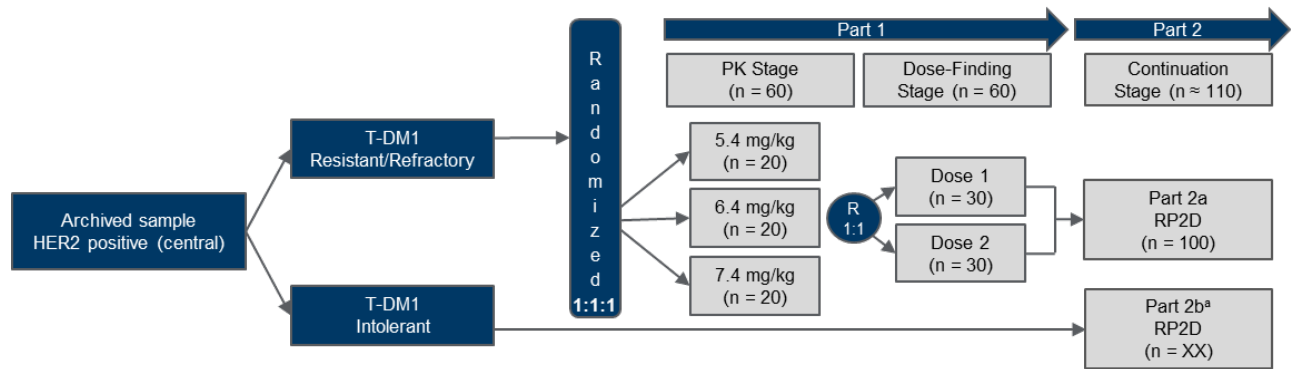 Part 1
Part 2
PK Stage
(n = 60)
Dose-Finding
Stage (n = 60)
Continuation
Stage (n ≈ 110)
Archived sample
HER2 positive (central)
T-DM1
Resistant/Refractory
T-DM1
Intolerant
Randomized
1:1:1
5.4 mg/kg
(n = 20)
6.4 mg/kg
(n = 20)
7.4 mg/kg
(n = 20)
R
1:1
Dose 1
(n = 30)
Dose 2
(n = 30)
Part 2a
RP2D
(n = 100)
Part 2bᵃ
RP2D
(n = XX)